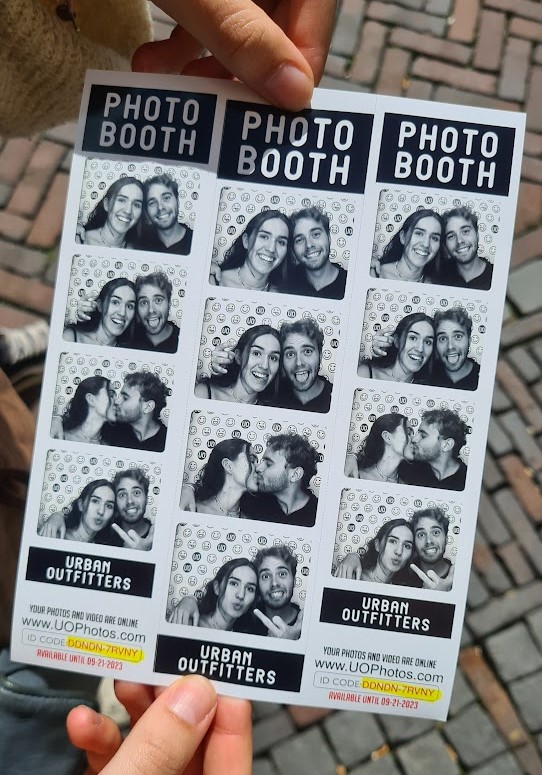 PHOTO
BOOTH
URBAN
OUTFITTERS
YOUR PHOTOS AND VIDEO ARE ONLINE
www.UOPhotos.com
ID CODE:DDNDN-7RVNY
AVAILABLE UNTIL 09-21-2023
PHOTO
BOOTH
URBAN
OUTFITTERS
PHOTO
BOOTH
URBAN
OUTFITTERS
YOUR PHOTOS AND VIDEO ARE ONLINE
www.UOPhotos.com
ID CODE:DDNDN-7RVNY
AVAILABLE UNTIL 09-21-2023